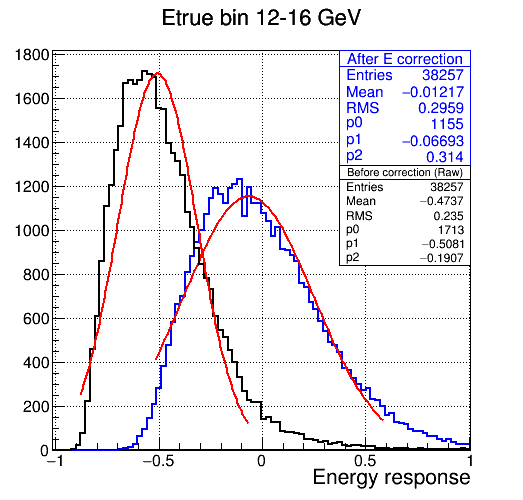 Etrue bin 12-16 GeV
After E correction
Entries 38257
Mean −0.01217
RMS 0.2959
p0 1155
p1 −0.06693
p2 0.314
Before correction (Raw)
Entries 38257
Mean −0.4737
RMS 0.235
p0 1713
p1 −0.5081
p2 −0.1907
1800
1600
1400
1200
1000
800
600
400
200
0
−1 −0.5 0 0.5 1
Energy response